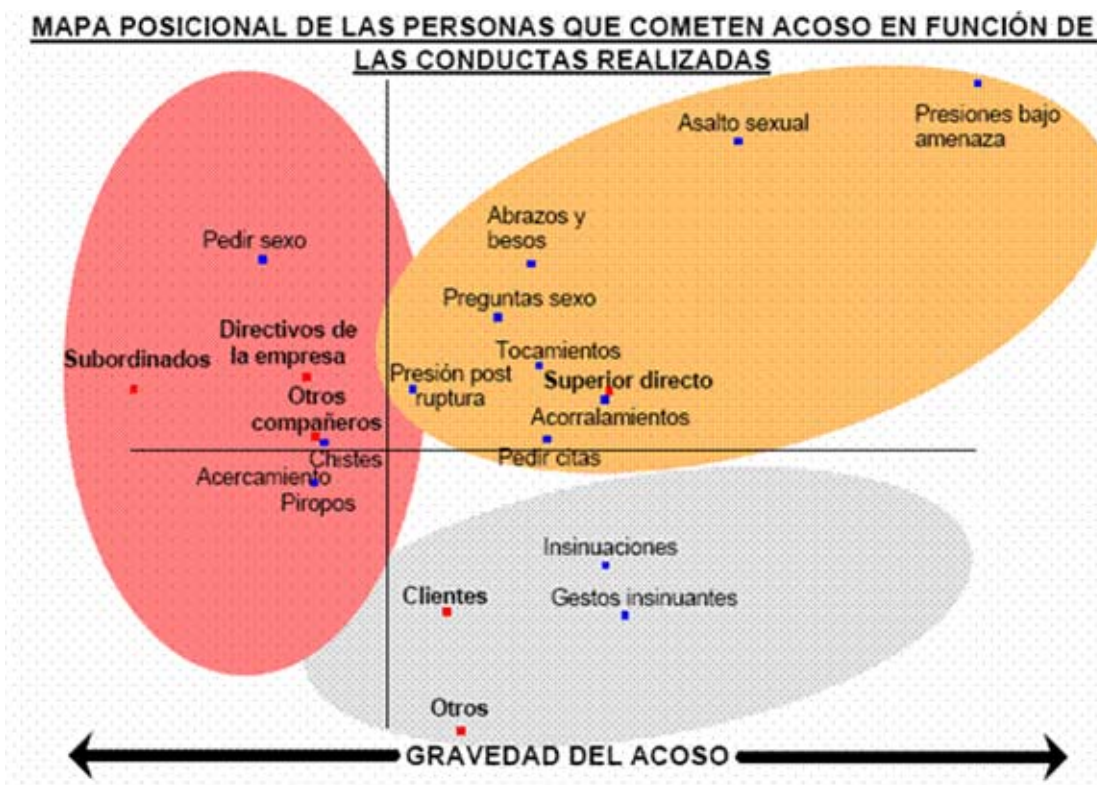 MAPA POSICIONAL DE LAS PERSONAS QUE COMETEN ACOSO EN FUNCIÓN DE
LAS CONDUCTAS REALIZADAS
Asalto sexual
Presiones bajo
amenaza
Abrazos y
besos
Pedir sexo
Preguntas sexo
Directivos de
la empresa
Subordinados
Tocamientos
Presión post
ruptura
Superior directo
Otros
compañeros
Acorralamientos
Chistes
Pedir citas
Acercamiento
Piropos
Insinuaciones
Clientes
Gestos insinuantes
Otros
GRAVEDAD DEL ACOSO